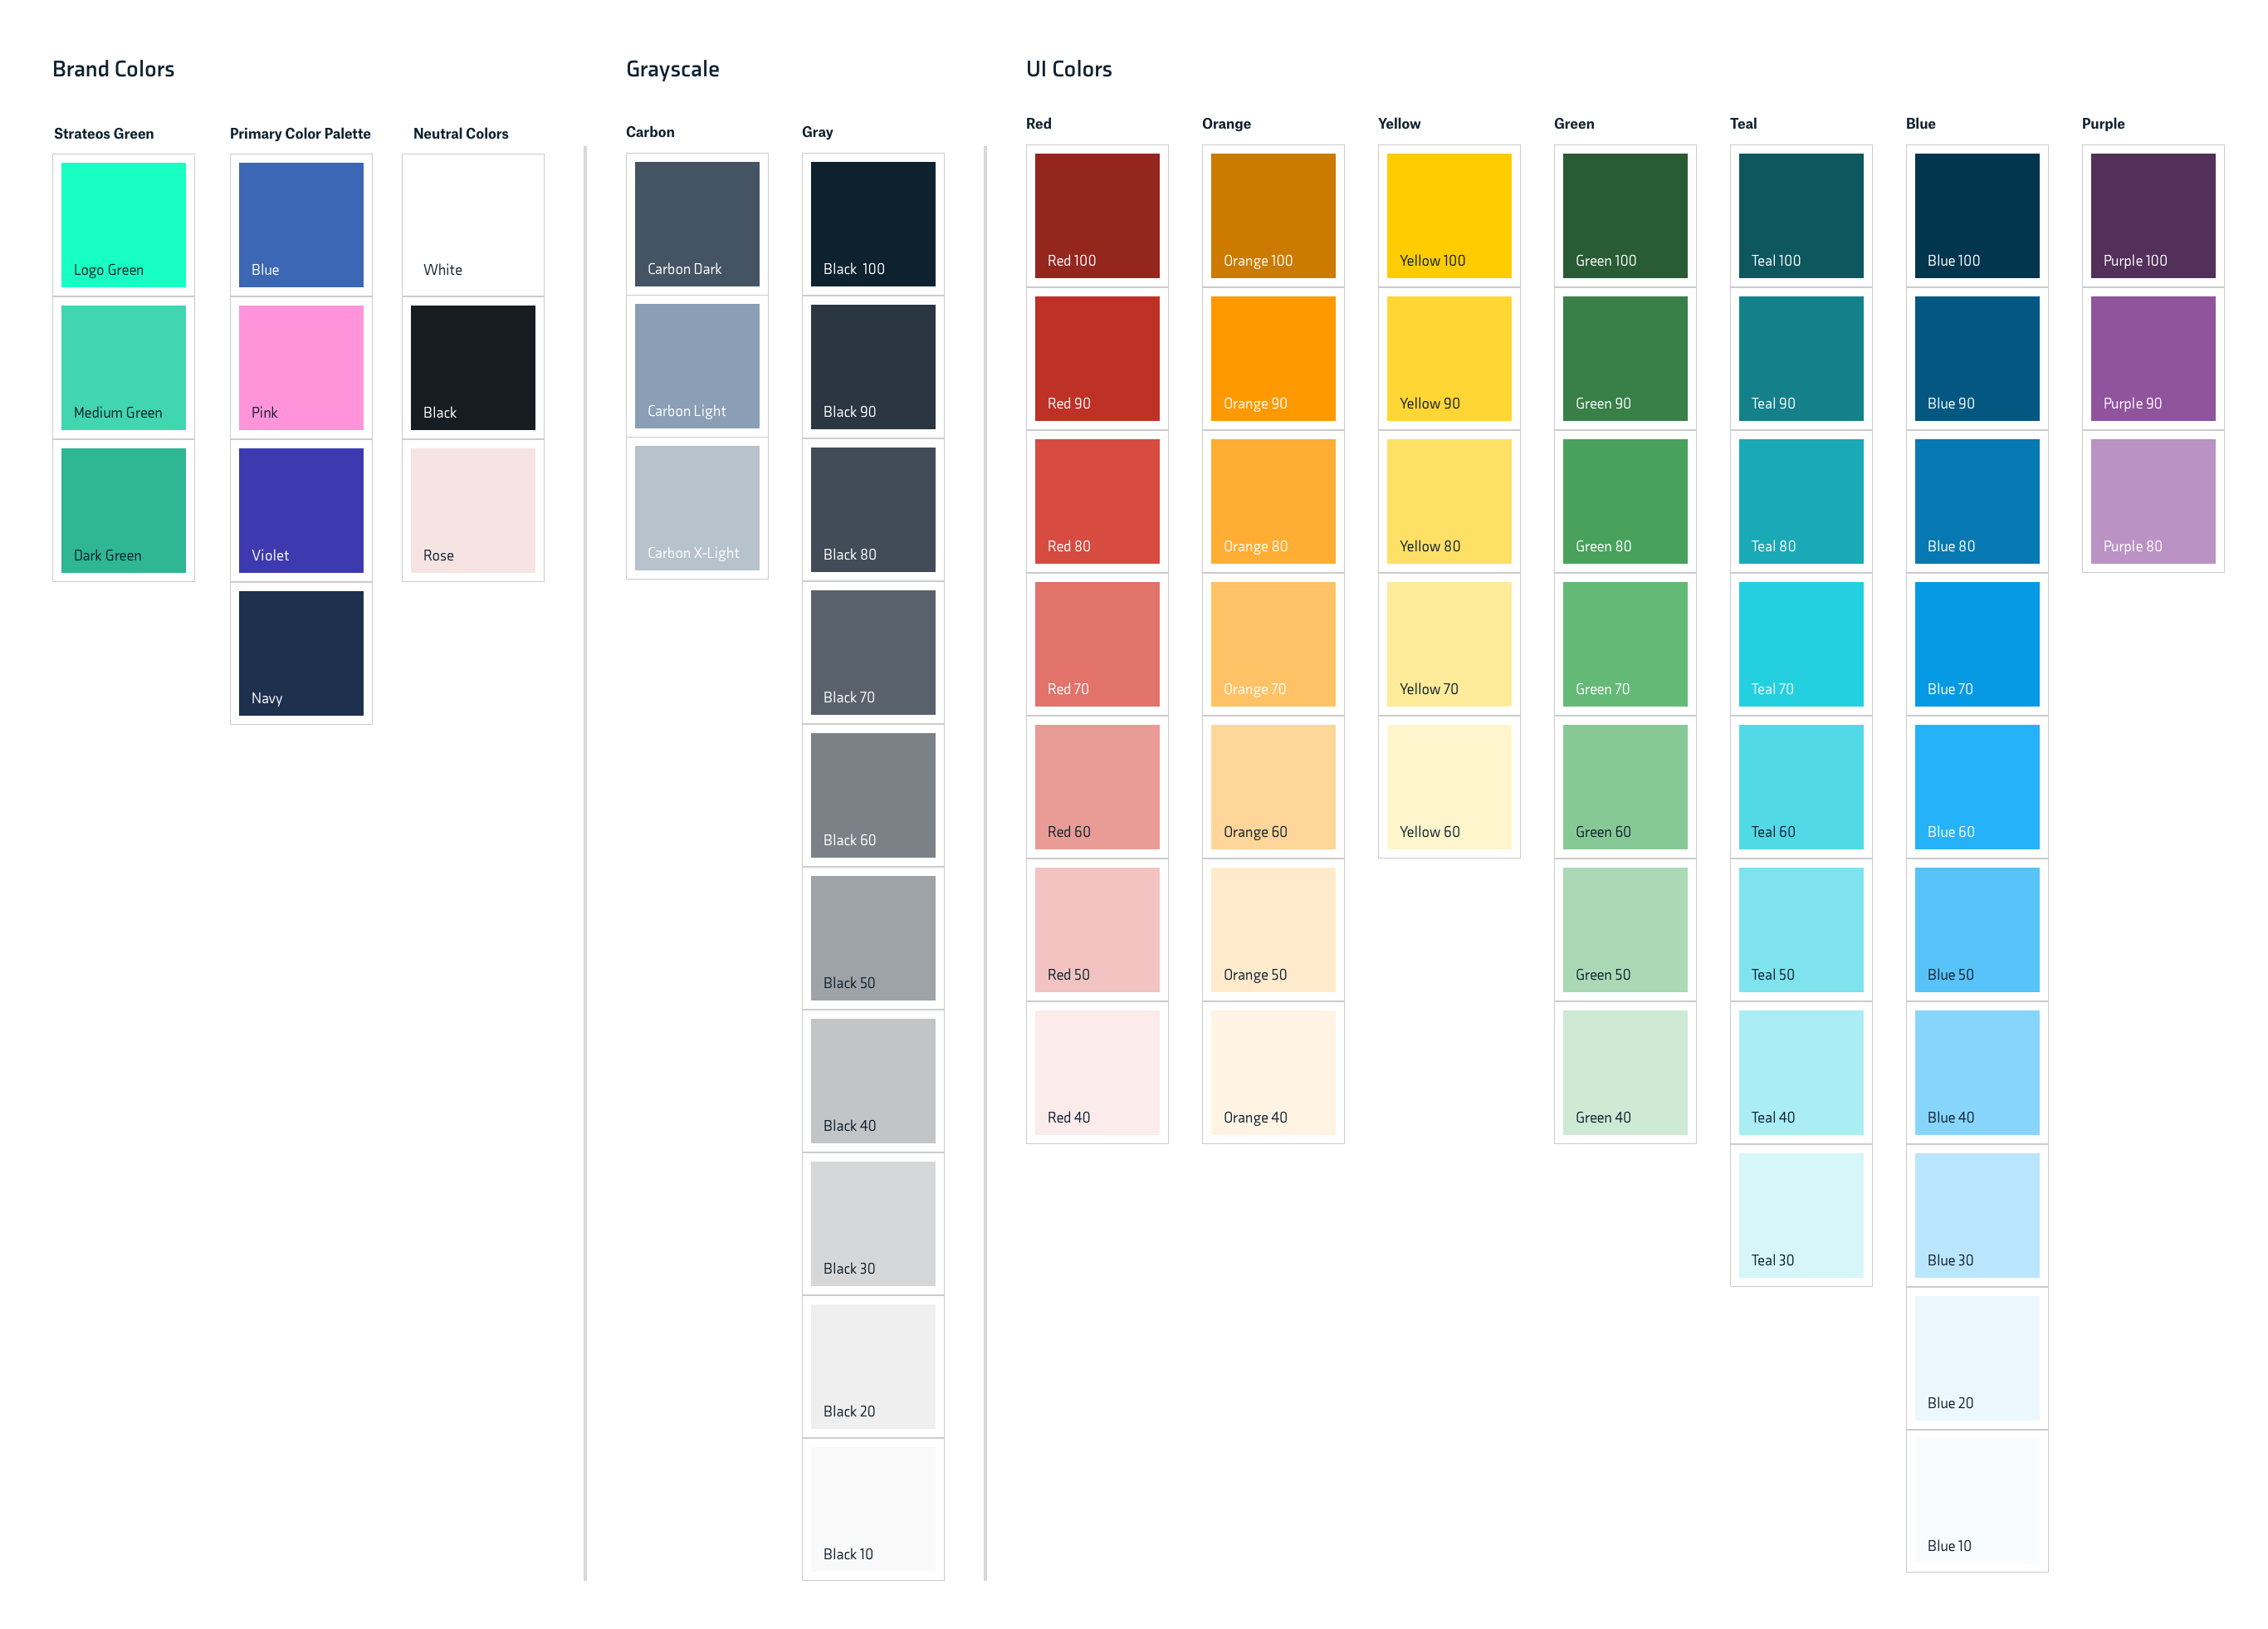 Brand Colors
Strateos Green
Logo Green
Medium Green
Dark Green
Primary Color Palette
Blue
Pink
Violet
Navy
Neutral Colors
White
Black
Rose
Grayscale
Carbon
Carbon Dark
Carbon Light
Carbon X-Light
Gray
Black 100
Black 90
Black 80
Black 70
Black 60
Black 50
Black 40
Black 30
Black 20
Black 10
UI Colors
Red
Red 100
Red 90
Red 80
Red 70
Red 60
Red 50
Red 40
Orange
Orange 100
Orange 90
Orange 80
Orange 70
Orange 60
Orange 50
Orange 40
Yellow
Yellow 100
Yellow 90
Yellow 80
Yellow 70
Yellow 60
Green
Green 100
Green 90
Green 80
Green 70
Green 60
Green 50
Green 40
Teal
Teal 100
Teal 90
Teal 80
Teal 70
Teal 60
Teal 50
Teal 40
Teal 30
Blue
Blue 100
Blue 90
Blue 80
Blue 70
Blue 60
Blue 50
Blue 40
Blue 30
Blue 20
Blue 10
Purple
Purple 100
Purple 90
Purple 80